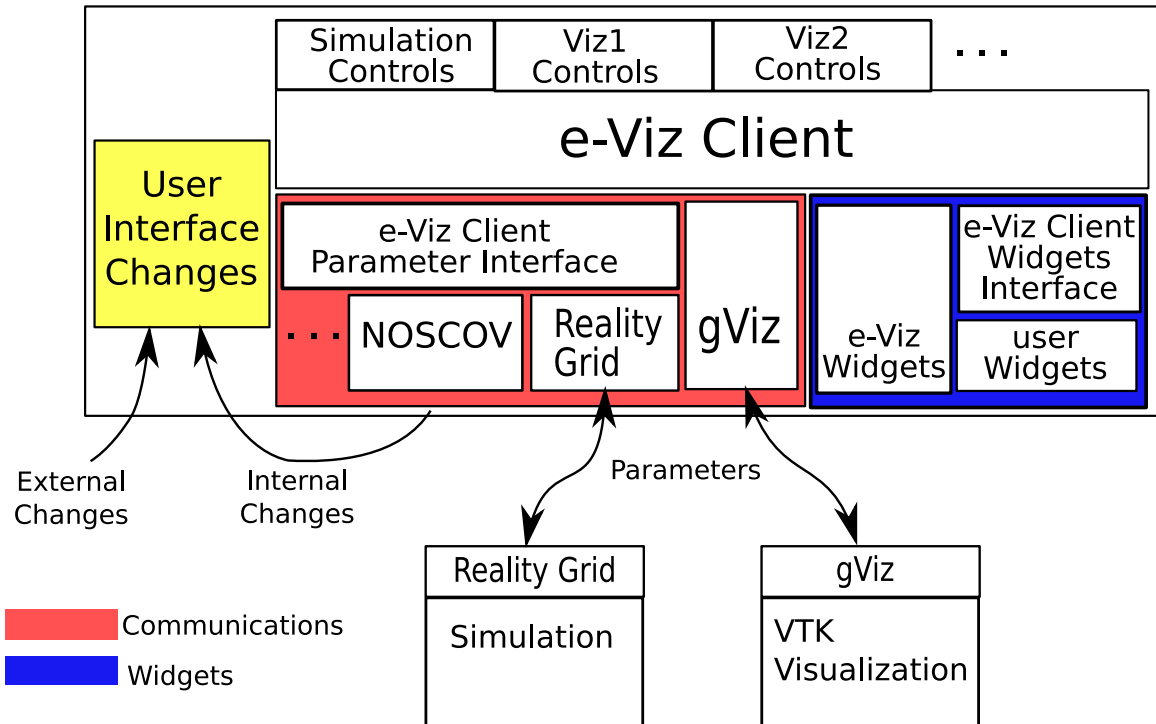 Simulation
Controls
Viz1
Controls
Viz2
Controls
. . .
e-Viz Client
User
Interface
Changes
e-Viz Client
Parameter Interface
. . .
NOSCOV
Reality
Grid
gViz
e-Viz
Widgets
e-Viz Client
Widgets
Interface
user
Widgets
External
Changes
Internal
Changes
Parameters
Reality Grid
Simulation
gViz
VTK
Visualization
Communications
Widgets